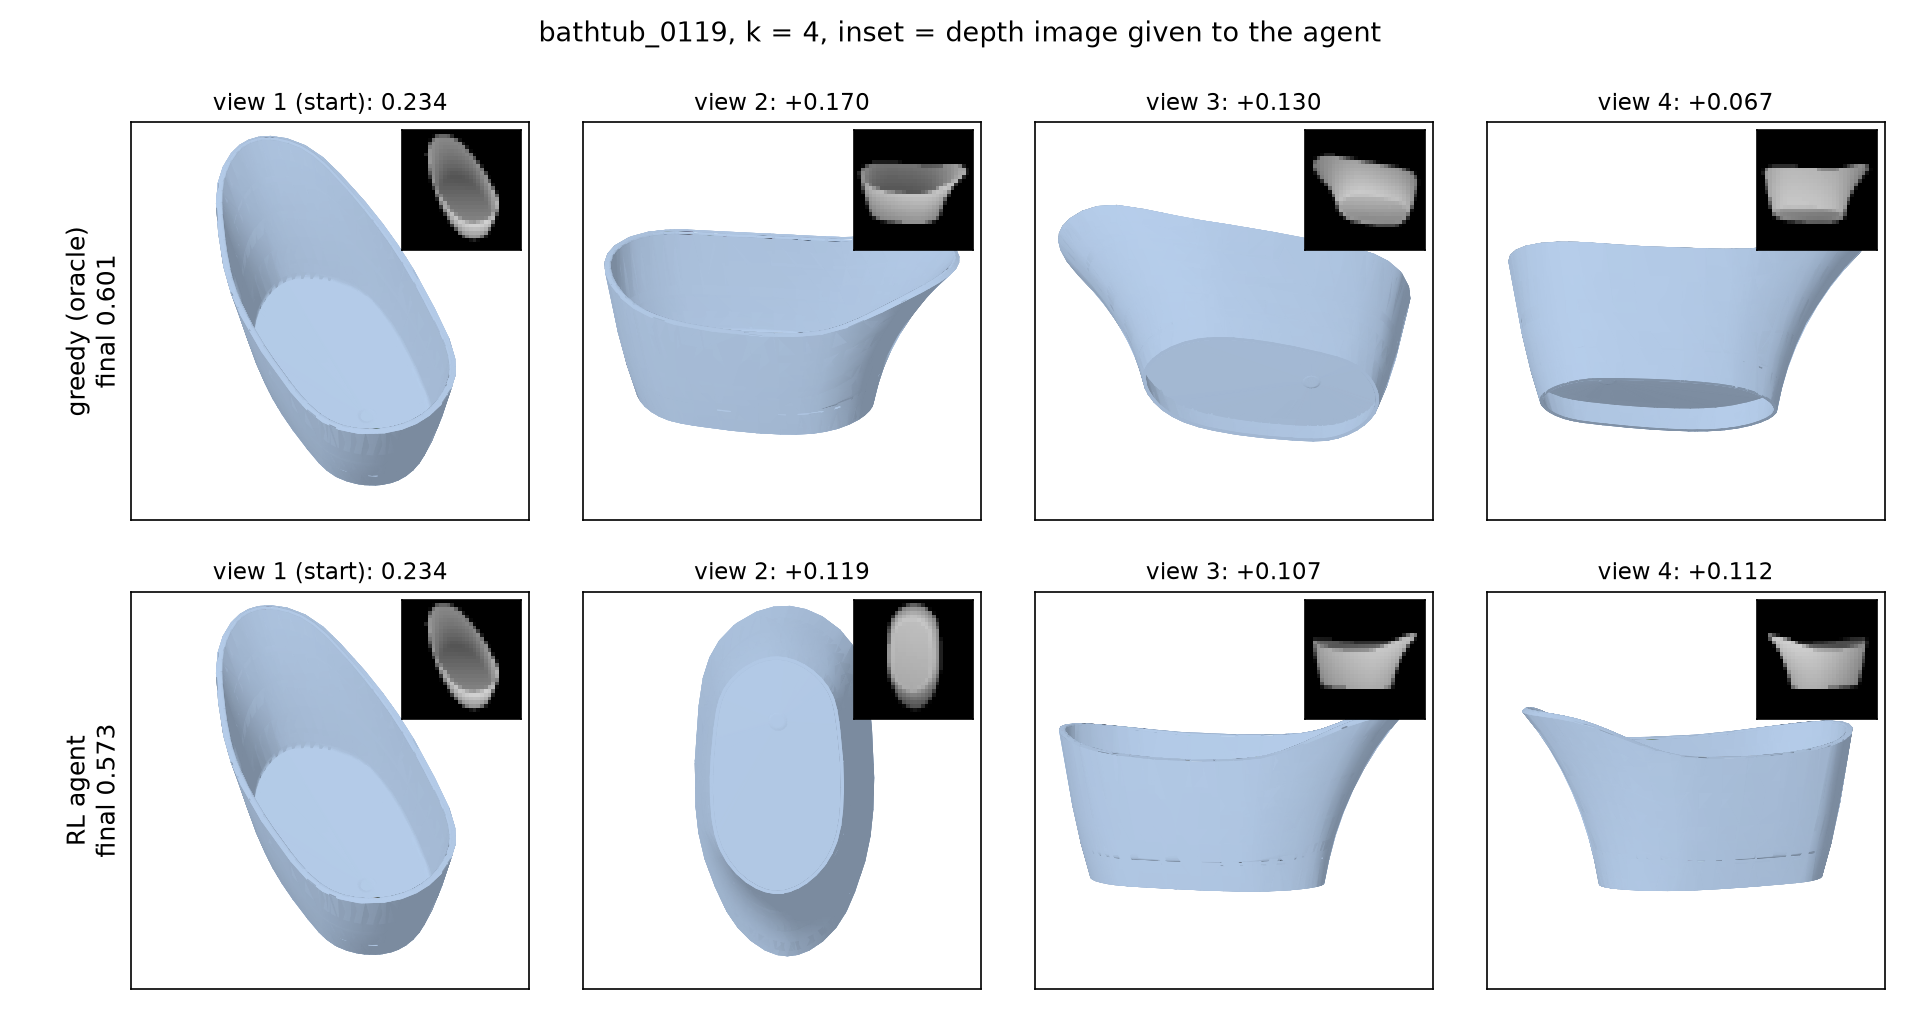 bathtub_0119, k = 4, inset = depth image given to the agent
view 1 (start): 0.234
view 2: +0.170
view 3: +0.130
view 4: +0.067
greedy (oracle)
final 0.601
view 1 (start): 0.234
view 2: +0.119
view 3: +0.107
view 4: +0.112
RL agent
final 0.573